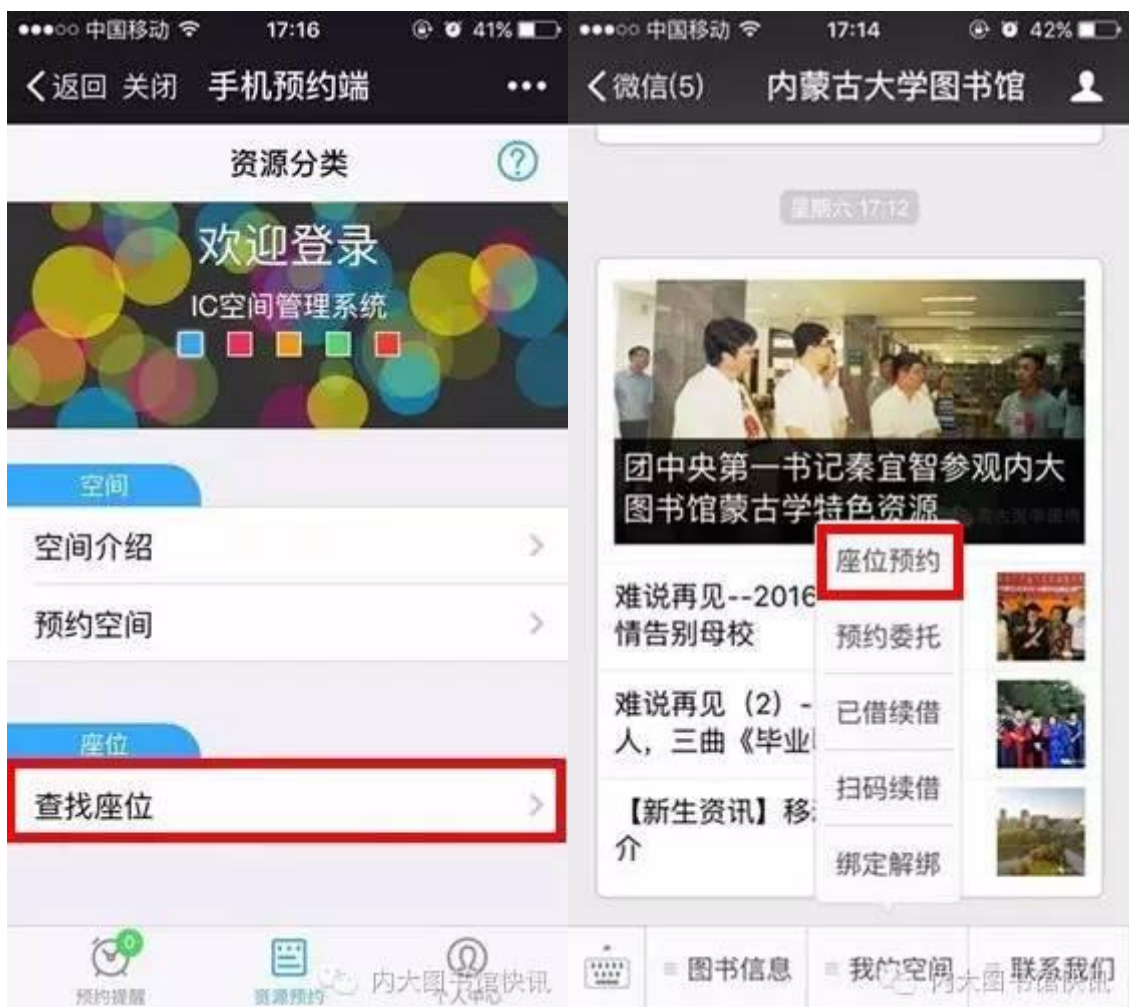 中国移动 17:16 41%
返回 关闭 手机预约端
资源分类
欢迎登录
IC空间管理系统
空间
空间介绍
预约空间
座位
查找座位
0
预约提醒
资源预约
个人中心
内大图书馆快讯
中国移动 17:14 42%
微信(5) 内蒙古大学图书馆
星期六 17:12
团中央第一书记秦宜智参观内大
图书馆蒙古学特色资源
难说再见--2016
情告别母校
难说再见（2）-
人，三曲《毕业
【新生资讯】移
介
座位预约
预约委托
已借续借
扫码续借
绑定解绑
图书信息
我的空间
联系我们
内大图书馆快讯